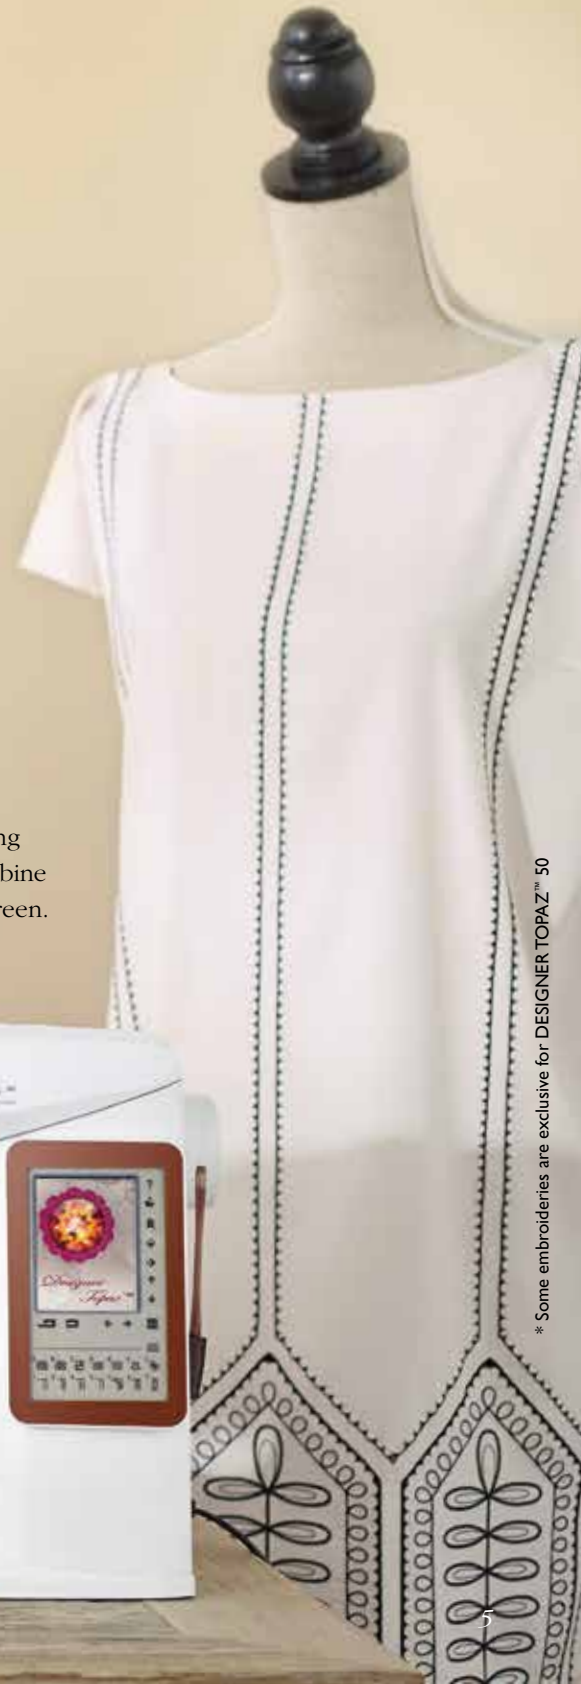 ng
bine
reen.
Designer
Topaz™
* Some embroideries are exclusive for DESIGNER TOPAZ™ 50
5